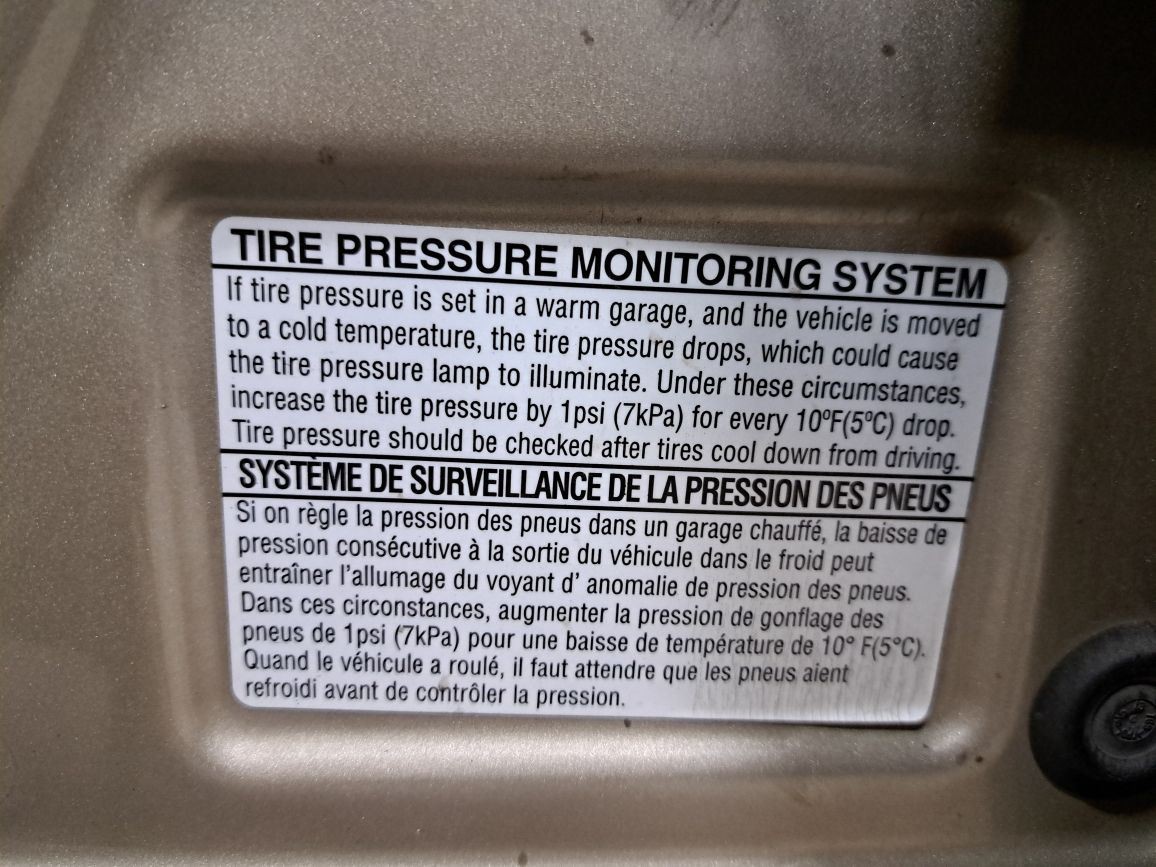 TIRE PRESSURE MONITORING SYSTEM
If tire pressure is set in a warm garage, and the vehicle is moved
to a cold temperature, the tire pressure drops, which could cause
the tire pressure lamp to illuminate. Under these circumstances,
increase the tire pressure by 1psi (7kPa) for every 10ºF(5ºC) drop.
Tire pressure should be checked after tires cool down from driving.
SYSTÈME DE SURVEILLANCE DE LA PRESSION DES PNEUS
Si on règle la pression des pneus dans un garage chauffé, la baisse de
pression consécutive à la sortie du véhicule dans le froid peut
entraîner l'allumage du voyant d' anomalie de pression des pneus.
Dans ces circonstances, augmenter la pression de gonflage des
pneus de 1psi (7kPa) pour une baisse de température de 10° F(5°C).
Quand le véhicule a roulé, il faut attendre que les pneus aient
refroidi avant de contrôler la pression.